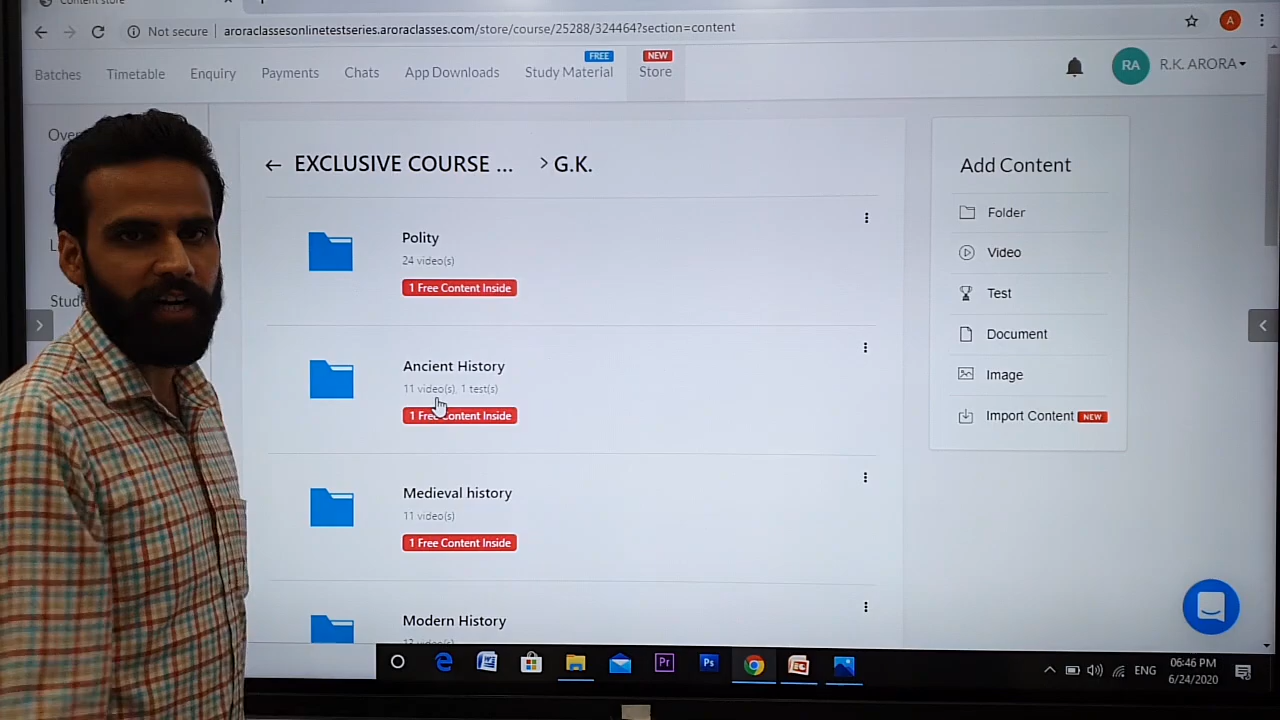 Content store
Not secure
aroraclassesonlinetestseries.aroraclasses.com/store/course/25288/324464?section=content
A
FREE
NEW
Batches
Timetable
Enquiry
Payments
Chats
App Downloads
Study Material
Store
RA
R.K. ARORA
EXCLUSIVE COURSE ... > G.K.
Polity
24 video(s)
1 Free Content Inside
Ancient History
11 video(s), 1 test(s)
1 Free Content Inside
Medieval history
11 video(s)
1 Free Content Inside
Modern History
Add Content
Folder
Video
Test
Document
Image
Import Content NEW
Pr
Ps
ENG
06:46 PM
6/24/2020